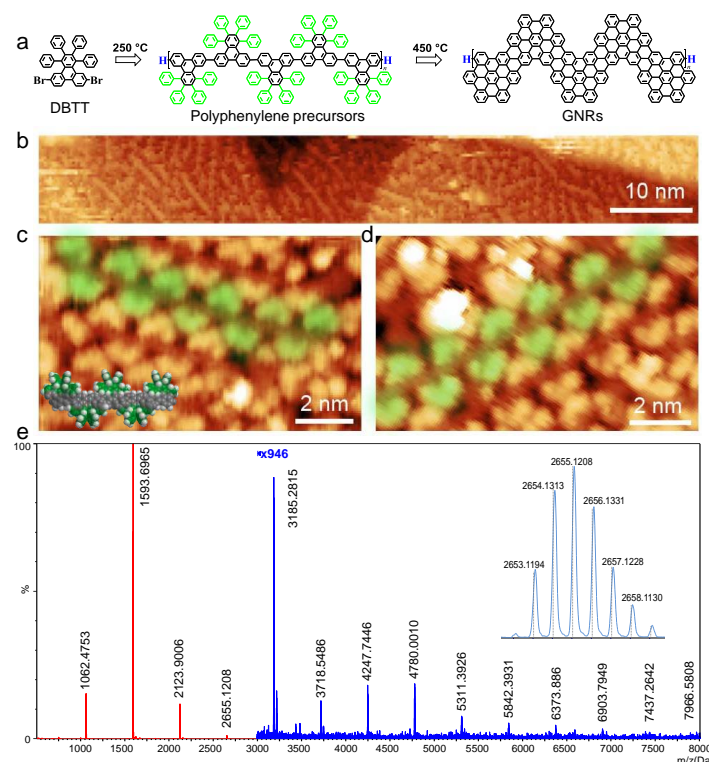 a
250 °C
450 °C
Br
Br
H
n
H
H
n
H
DBTT
Polyphenylene precursors
GNRs
b
10 nm
c
d
2 nm
2 nm
e
100
%
0
*x946
1062.4753
1593.6965
2123.9006
2655.1208
3185.2815
3718.5486
4247.7446
4780.0010
5311.3926
5842.3931
6373.886
6903.7949
7437.2642
7966.5808
2653.1194
2654.1313
2655.1208
2656.1331
2657.1228
2658.1130
1000 1500 2000 2500 3000 3500 4000 4500 5000 5500 6000 6500 7000 7500 8000
m/z(Da)